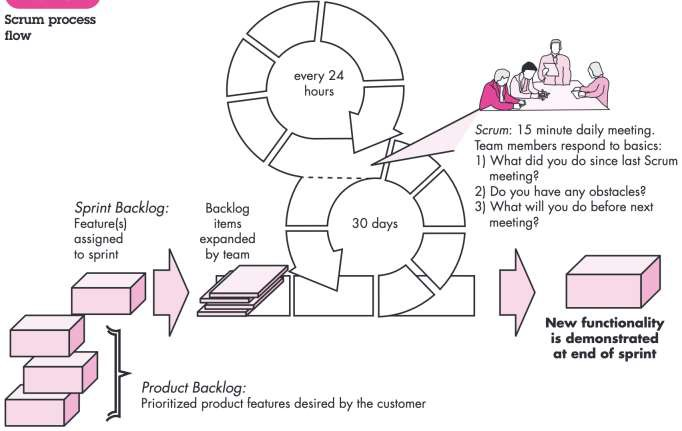 Scrum process
flow
every 24
hours
Scrum: 15 minute daily meeting.
Team members respond to basics:
1) What did you do since last Scrum
meeting?
2) Do you have any obstacles?
3) What will you do before next
meeting?
Sprint Backlog:
Feature(s)
assigned
to sprint
Backlog
items
expanded
by team
30 days
New functionality
is demonstrated
at end of sprint
Product Backlog:
Prioritized product features desired by the customer